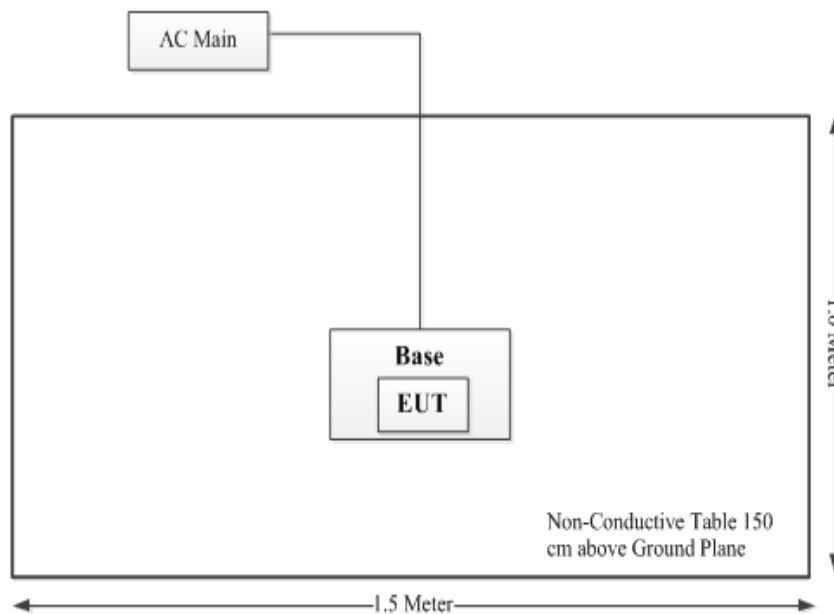 AC Main
Base
EUT
Non-Conductive Table 150
cm above Ground Plane
1.5 Meter